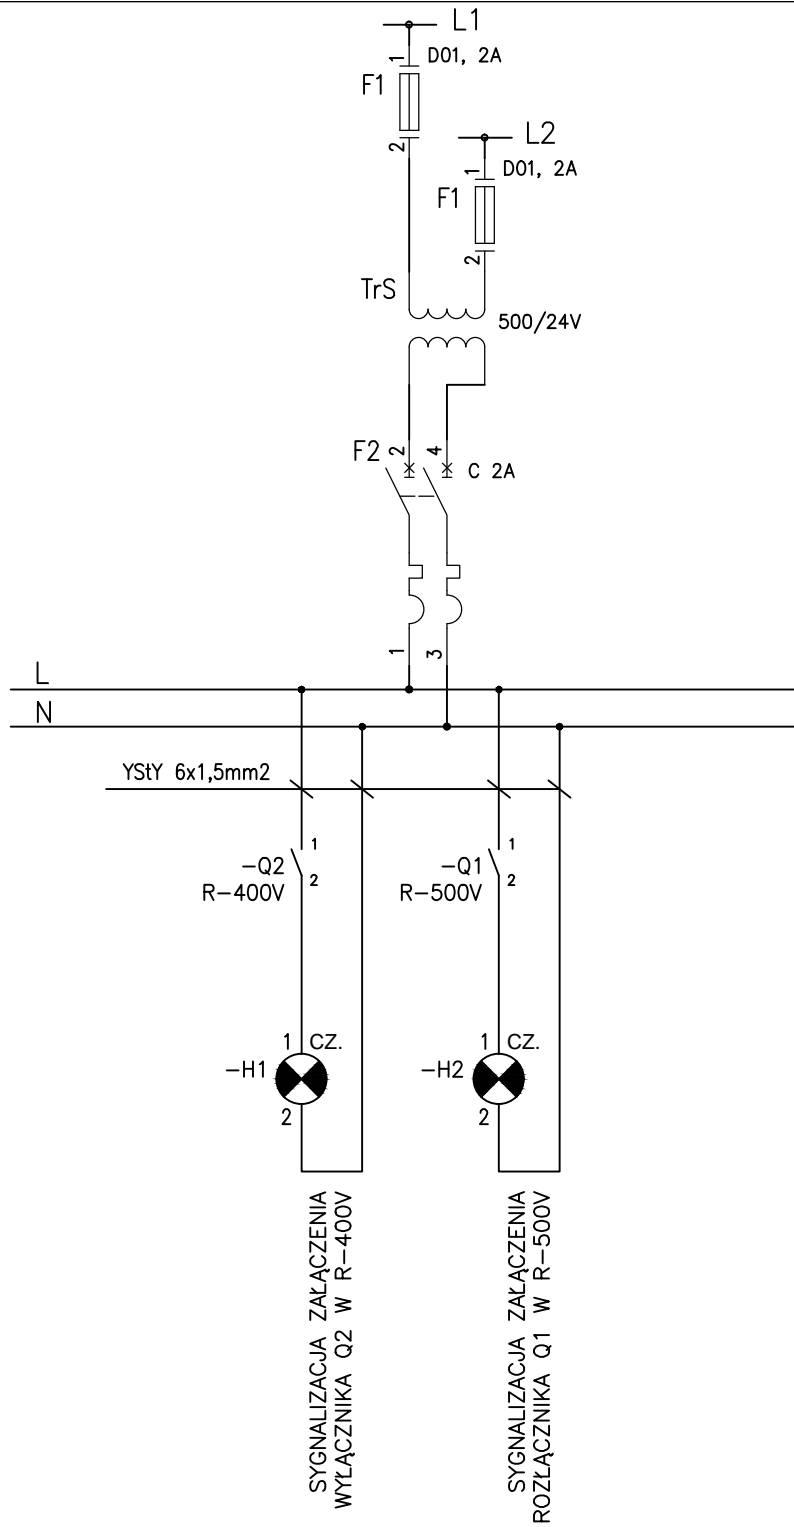 L1
1
D01, 2A
F1
2
L2
1
D01, 2A
F1
2
TrS
500/24V
F2
2
4
C 2A
1
3
L
N
YStY 6x1,5mm2
1
-Q2
2
R-400V
1
-Q1
2
R-500V
1
CZ.
-H1
2
1
CZ.
-H2
2
SYGNALIZACJA ZAŁĄCZENIA
WYŁĄCZNIKA Q2 W R-400V
SYGNALIZACJA ZAŁĄCZENIA
ROZŁĄCZNIKA Q1 W R-500V